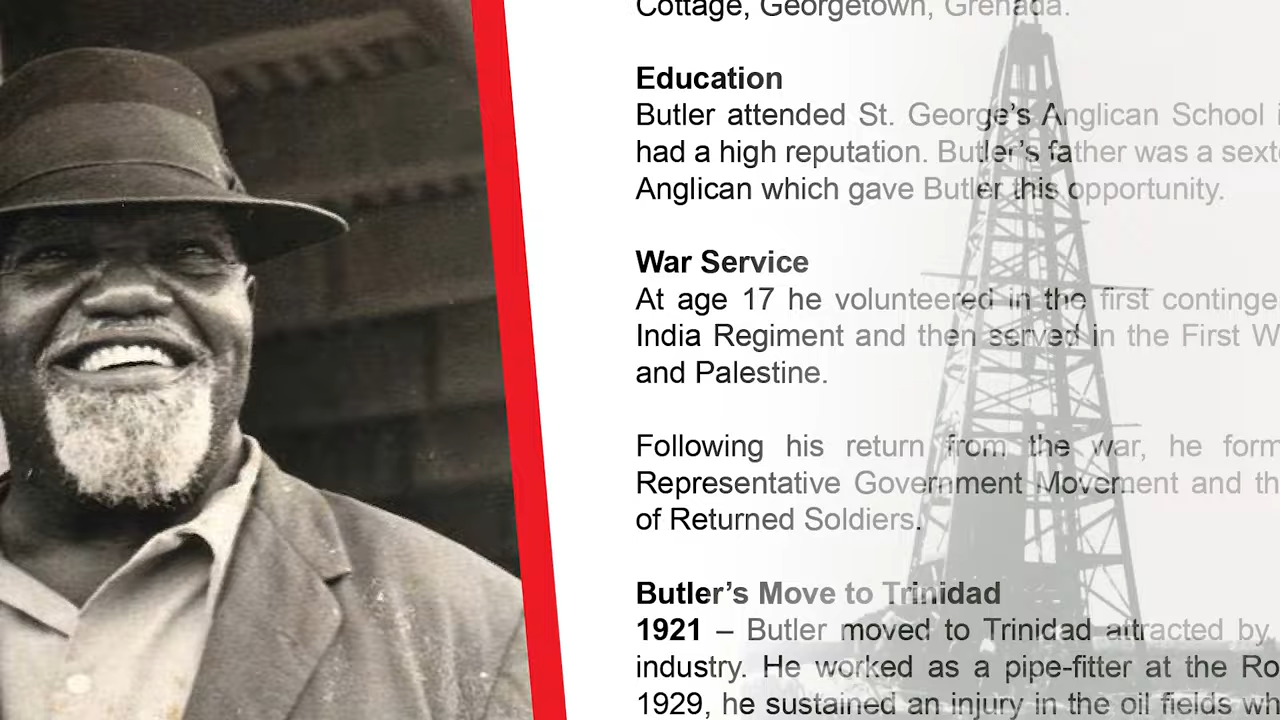 Cottage, Georgetown, Grenada.
Education
Butler attended St. George's Anglican School
had a high reputation. Butler's father was a
Anglican which gave Butler this opportunity.
War Service
At age 17 he volunteered in the first
India Regiment and then served in the First
and Palestine.
Following his return from the war, he
Representative Government Movement and
of Returned Soldiers.
Butler's Move to Trinidad
1921 – Butler moved to Trinidad attracted by
industry. He worked as a pipe-fitter at the
1929, he sustained an injury in the oil fields